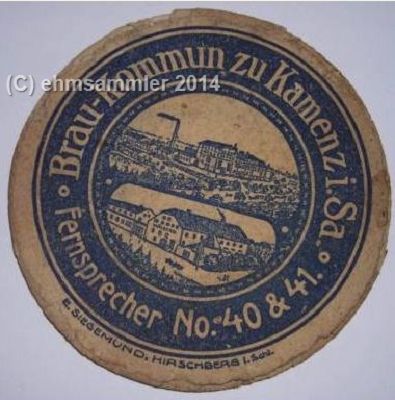 (C) ehmsammler 2014
Brau-Kommun zu Kamenz i. Sa.
Fernsprecher No. 40 & 41.
E. SIEGEMUND, HIRSCHBERG i. Schl.